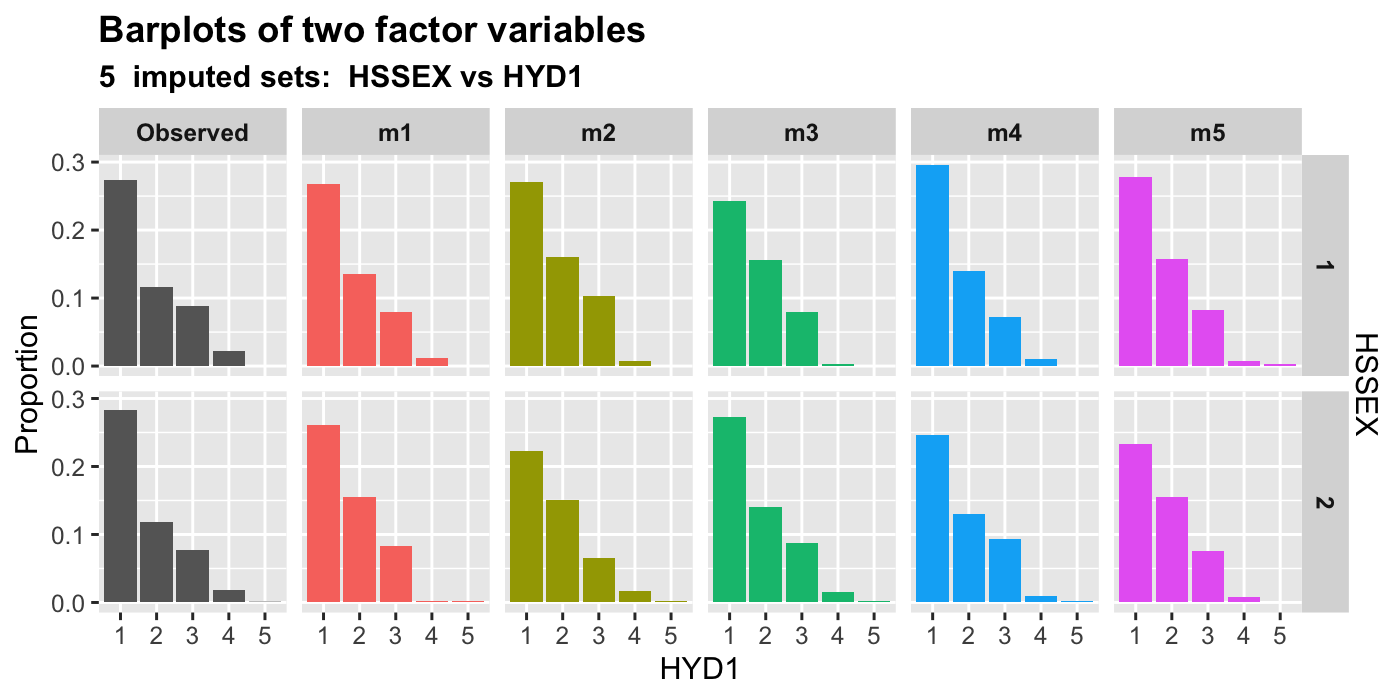 Barplots of two factor variables
5 imputed sets: HSSEX vs HYD1
Observed m1 m2 m3 m4 m5
0.3
0.2
0.1
0.0
1
0.3
0.2
0.1
0.0
2
Proportion
HSSEX
1 2 3 4 5 1 2 3 4 5 1 2 3 4 5 1 2 3 4 5 1 2 3 4 5 1 2 3 4 5
HYD1